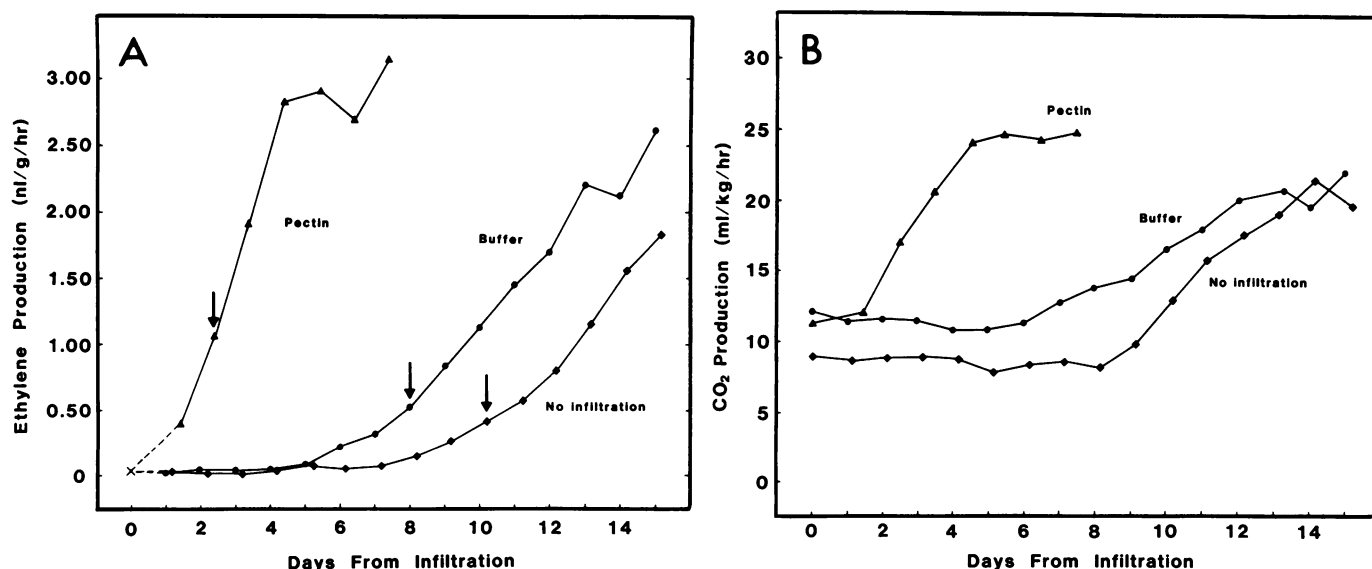 A
Ethylene Production (nl/g/hr)
3.00
2.50
2.00
1.50
1.00
0.50
0
Pectin
Buffer
No infiltration
0 2 4 6 8 10 12 14
Days From Infiltration
B
CO₂ Production (ml/kg/hr)
30
25
20
15
10
5
0
Pectin
Buffer
No infiltration
0 2 4 6 8 10 12 14
Days From Infiltration